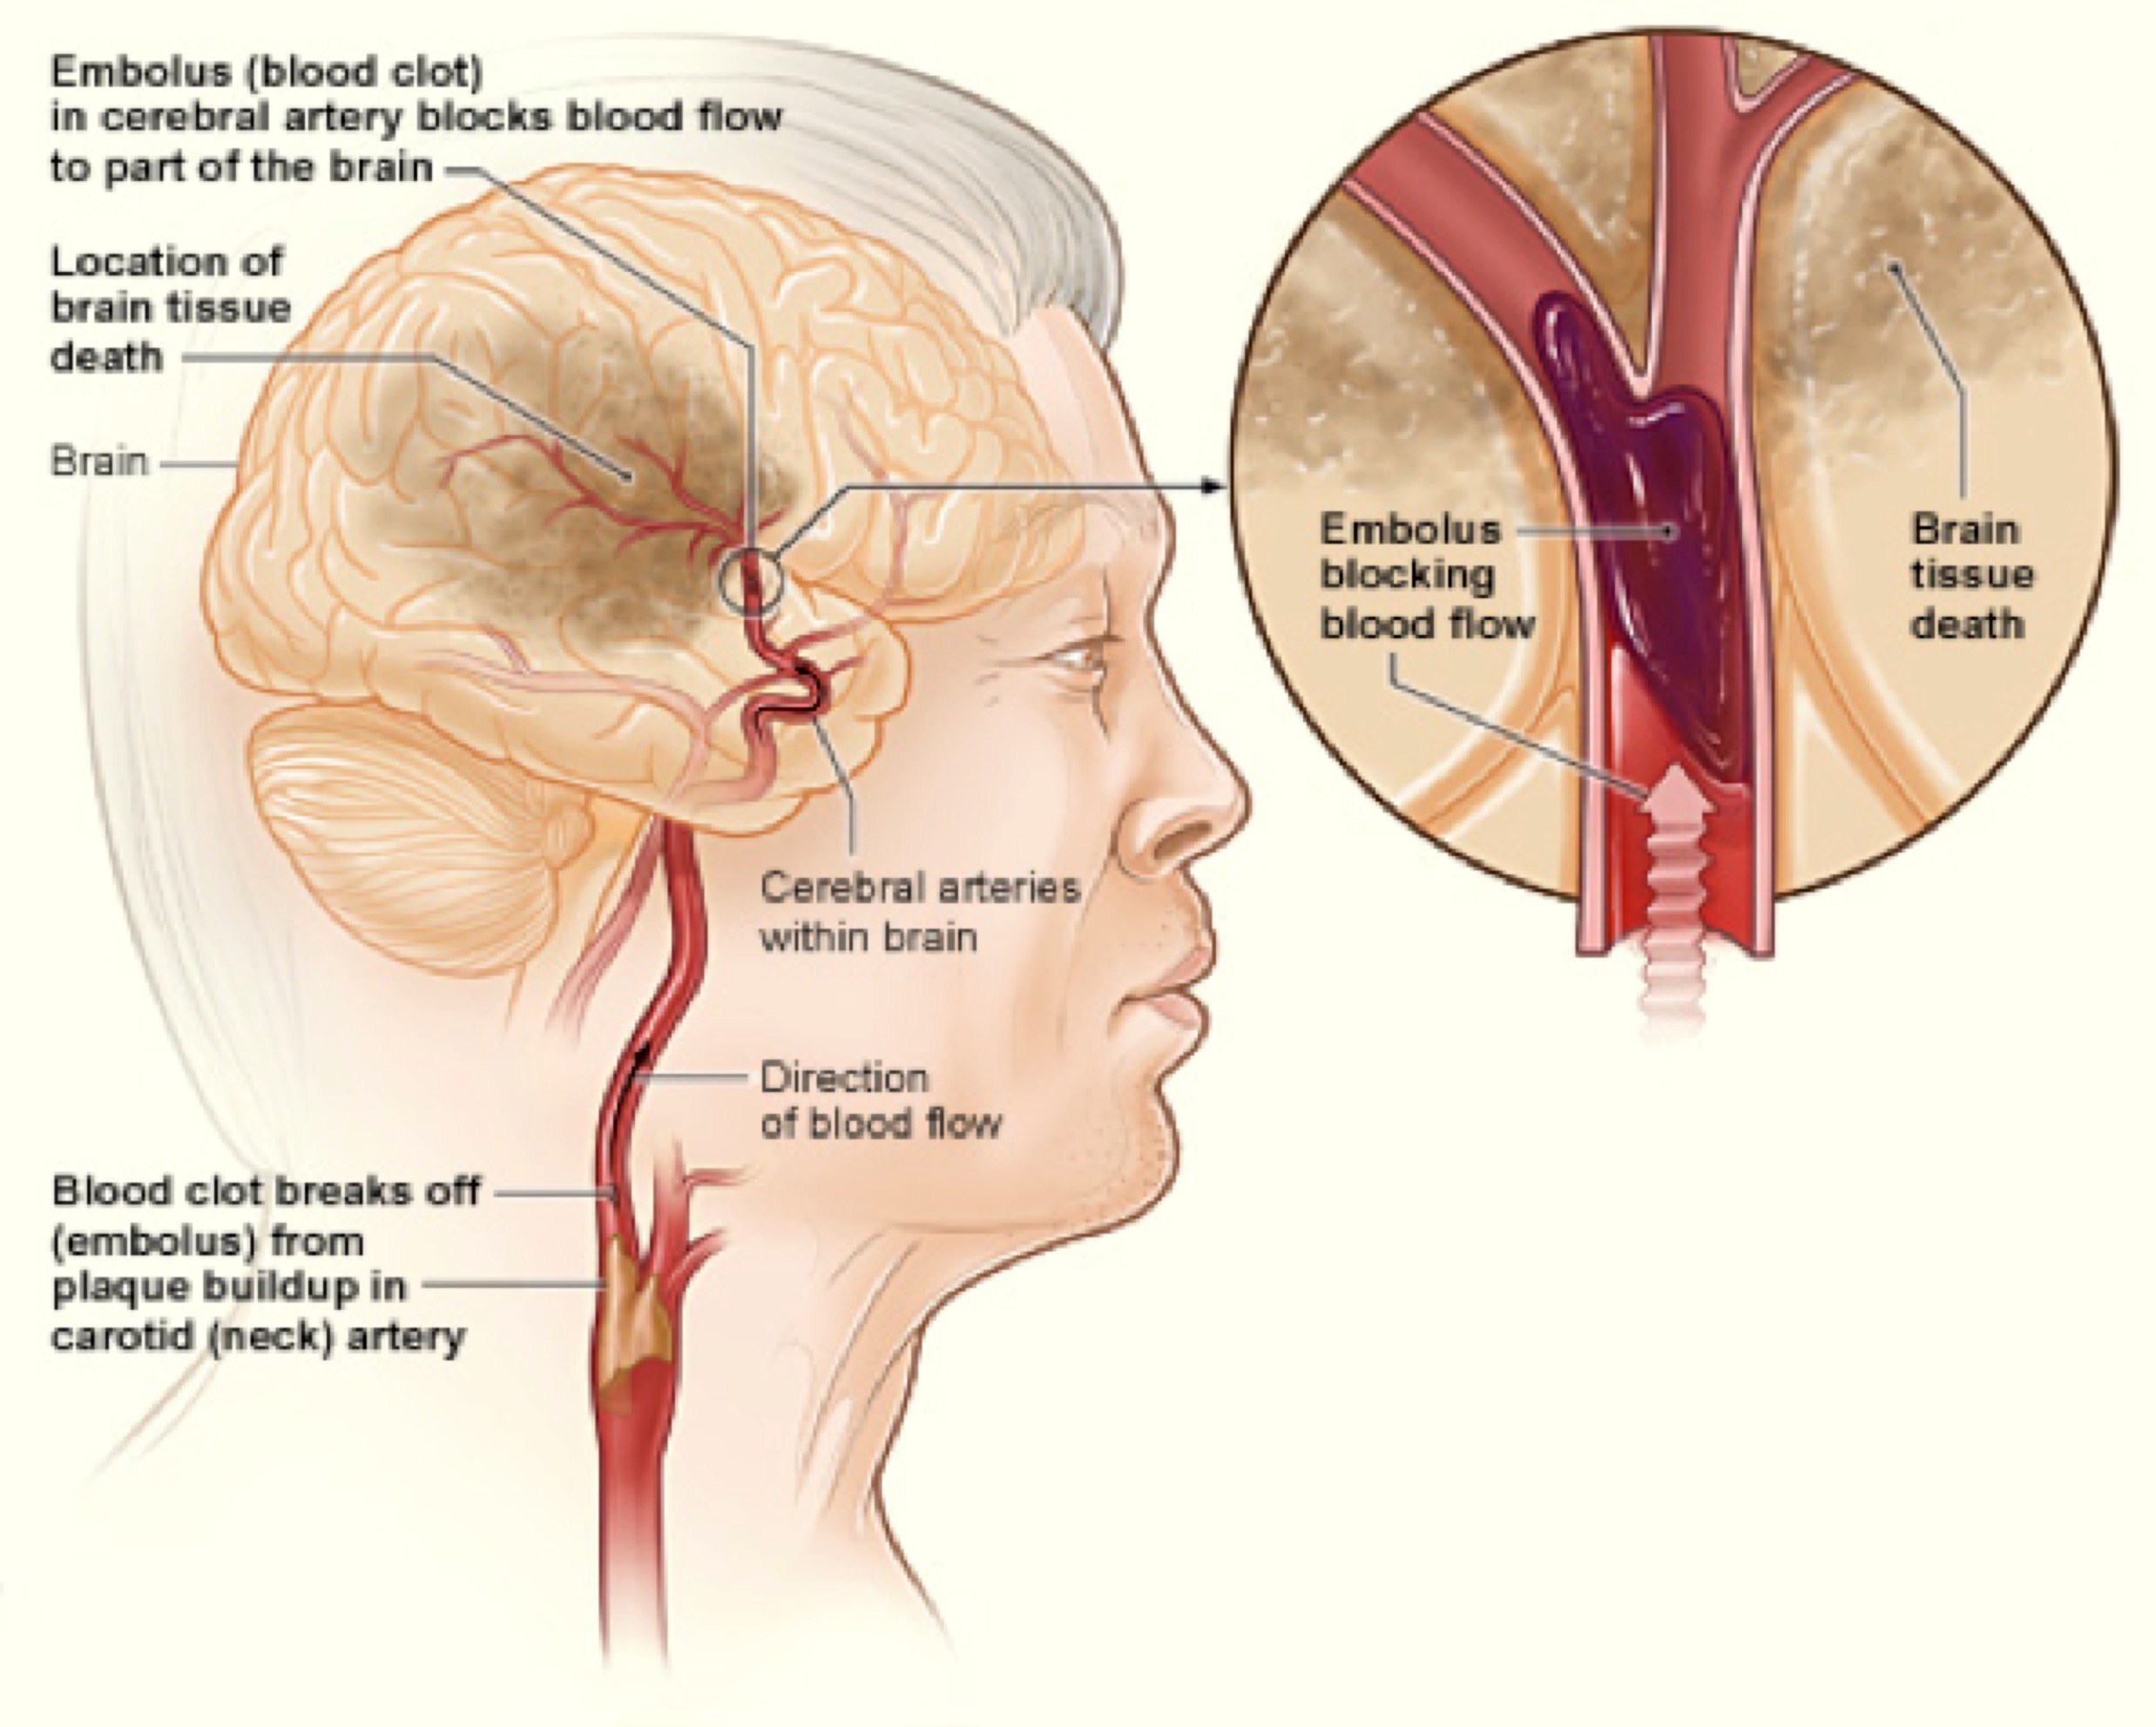 Embolus (blood clot)
in cerebral artery blocks blood flow
to part of the brain
Location of
brain tissue
death
Brain
Embolus
blocking
blood flow
Brain
tissue
death
Cerebral arteries
within brain
Direction
of blood flow
Blood clot breaks off
(embolus) from
plaque buildup in
carotid (neck) artery